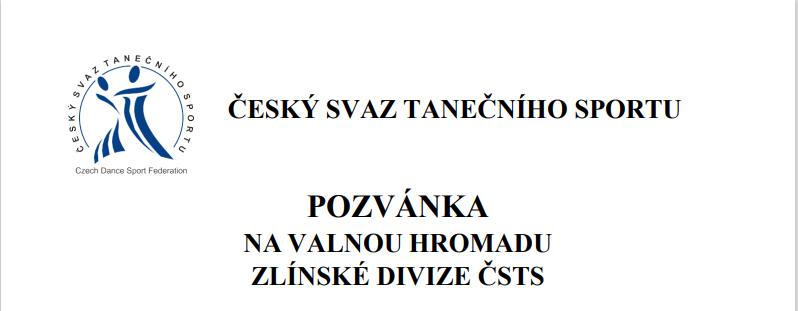 ČESKÝ SVAZ TANEČNÍHO SPORTU
Czech Dance Sport Federation
ČESKÝ SVAZ TANEČNÍHO SPORTU
POZVÁNKA
NA VALNOU HROMADU
ZLÍNSKÉ DIVIZE ČSTS